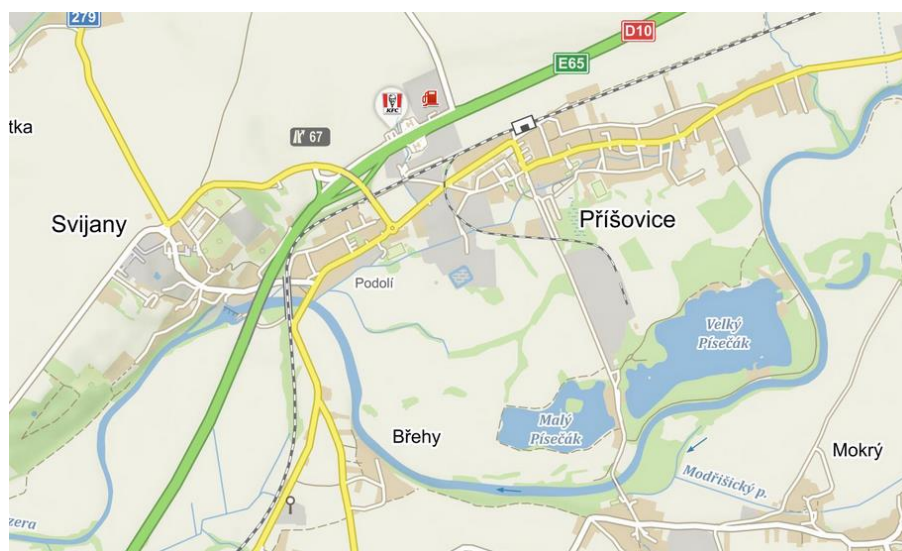 279
D10
E65
KFC
tka
67
Svijany
Příšovice
Podolí
Velký
Písečák
Malý
Písečák
Břehy
Mokrý
Modřišický p.
zera